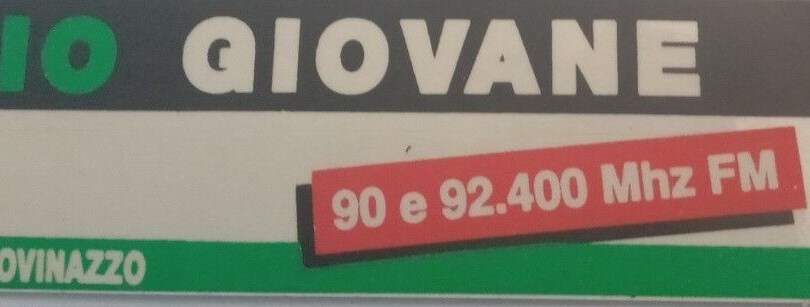 IO GIOVANE
90 e 92.400 Mhz FM
OVINAZZO